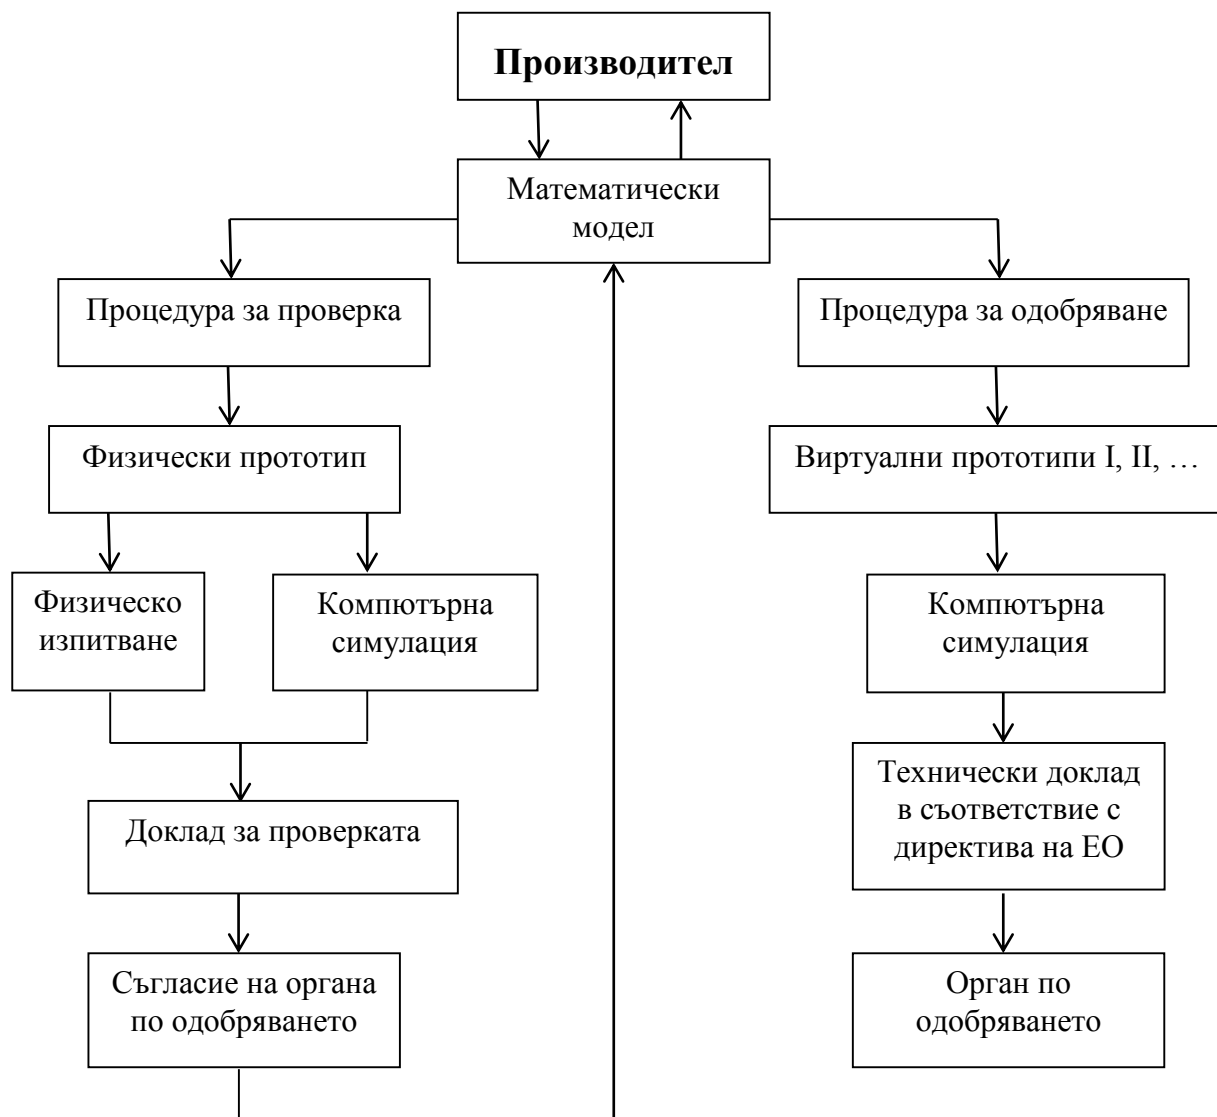 Производител
Математически
модел
Процедура за проверка
Процедура за одобряване
Физически прототип
Виртуални прототипи I, II, …
Физическо
изпитване
Компютърна
симулация
Компютърна
симулация
Доклад за проверката
Технически доклад
в съответствие с
директива на ЕО
Съгласие на органа
по одобряването
Орган по
одобряването